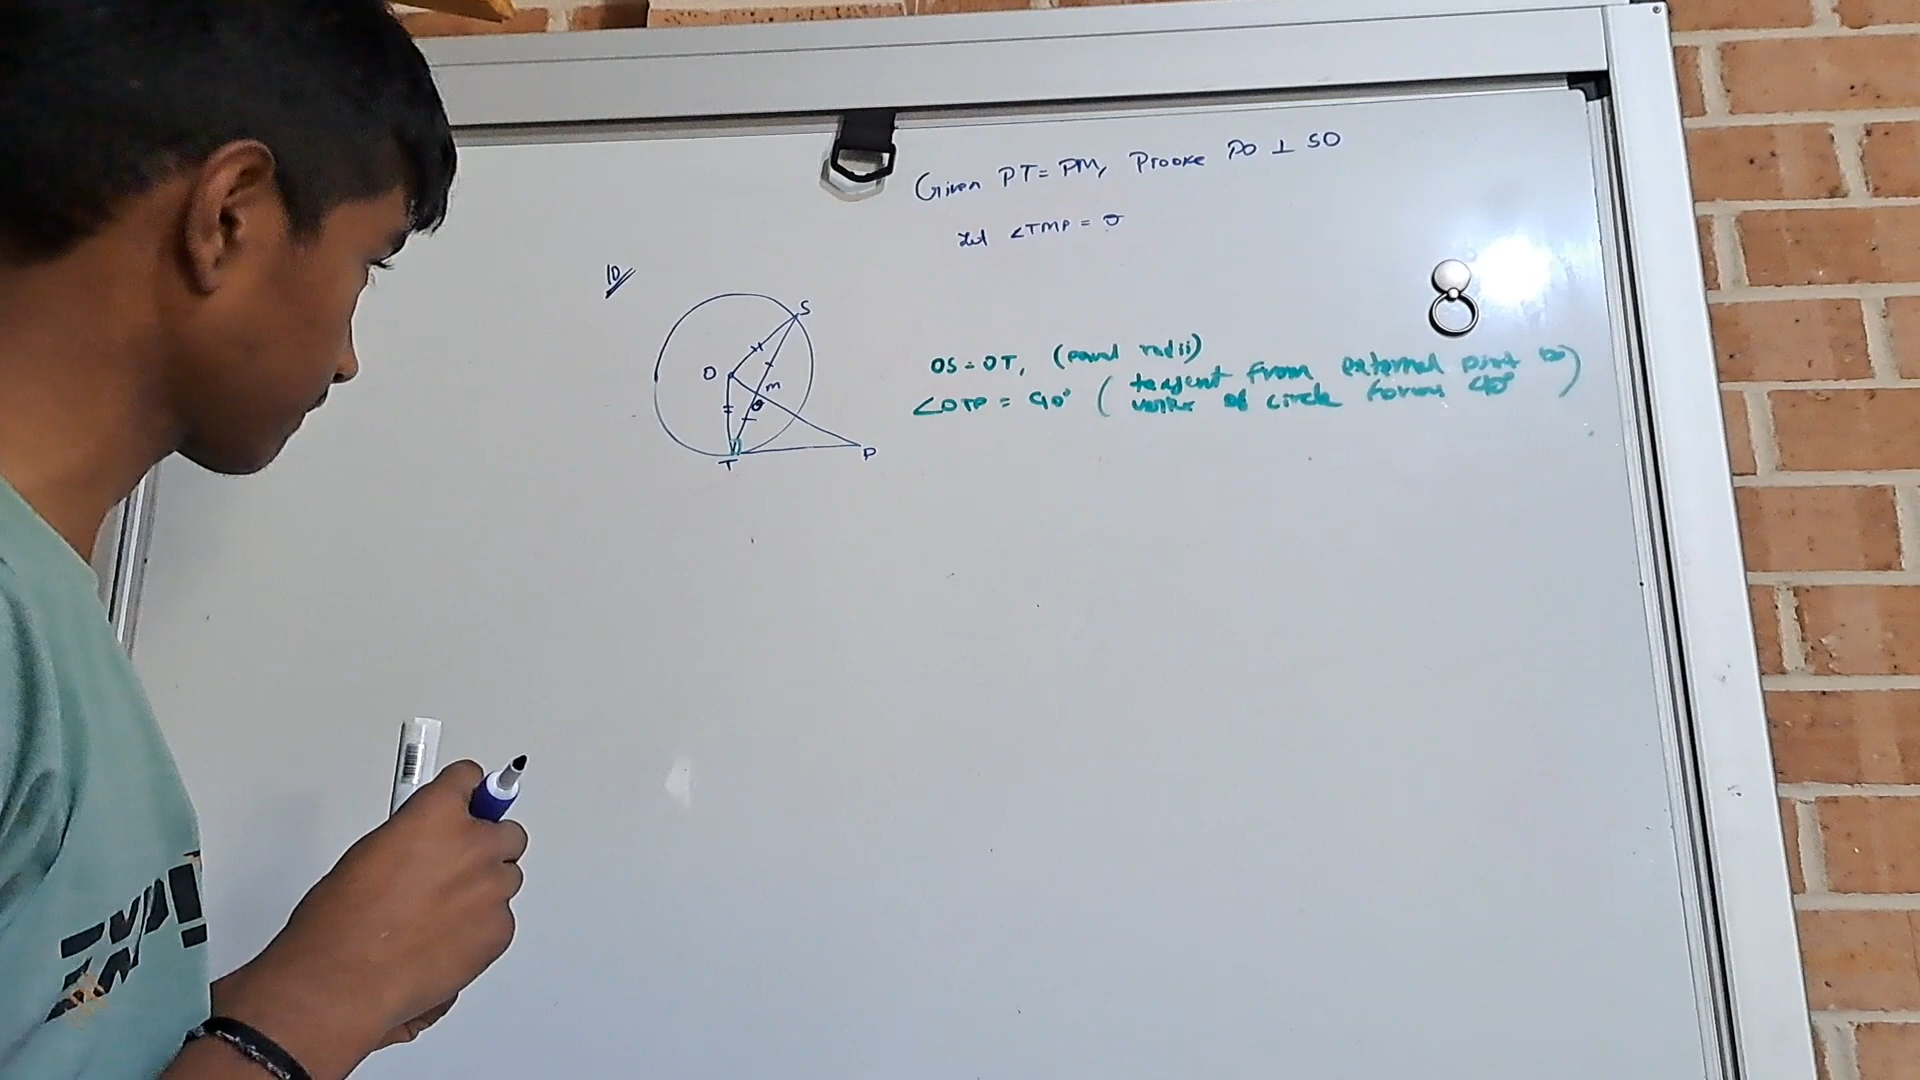 Given PT = PM, Prove PO ⊥ SO
Let ∠TMP = θ
10
S
O
M
θ
T
P
OS = OT, (equal radii)
∠OTP = 90° (tangent from external point to
of circle forms 90°)